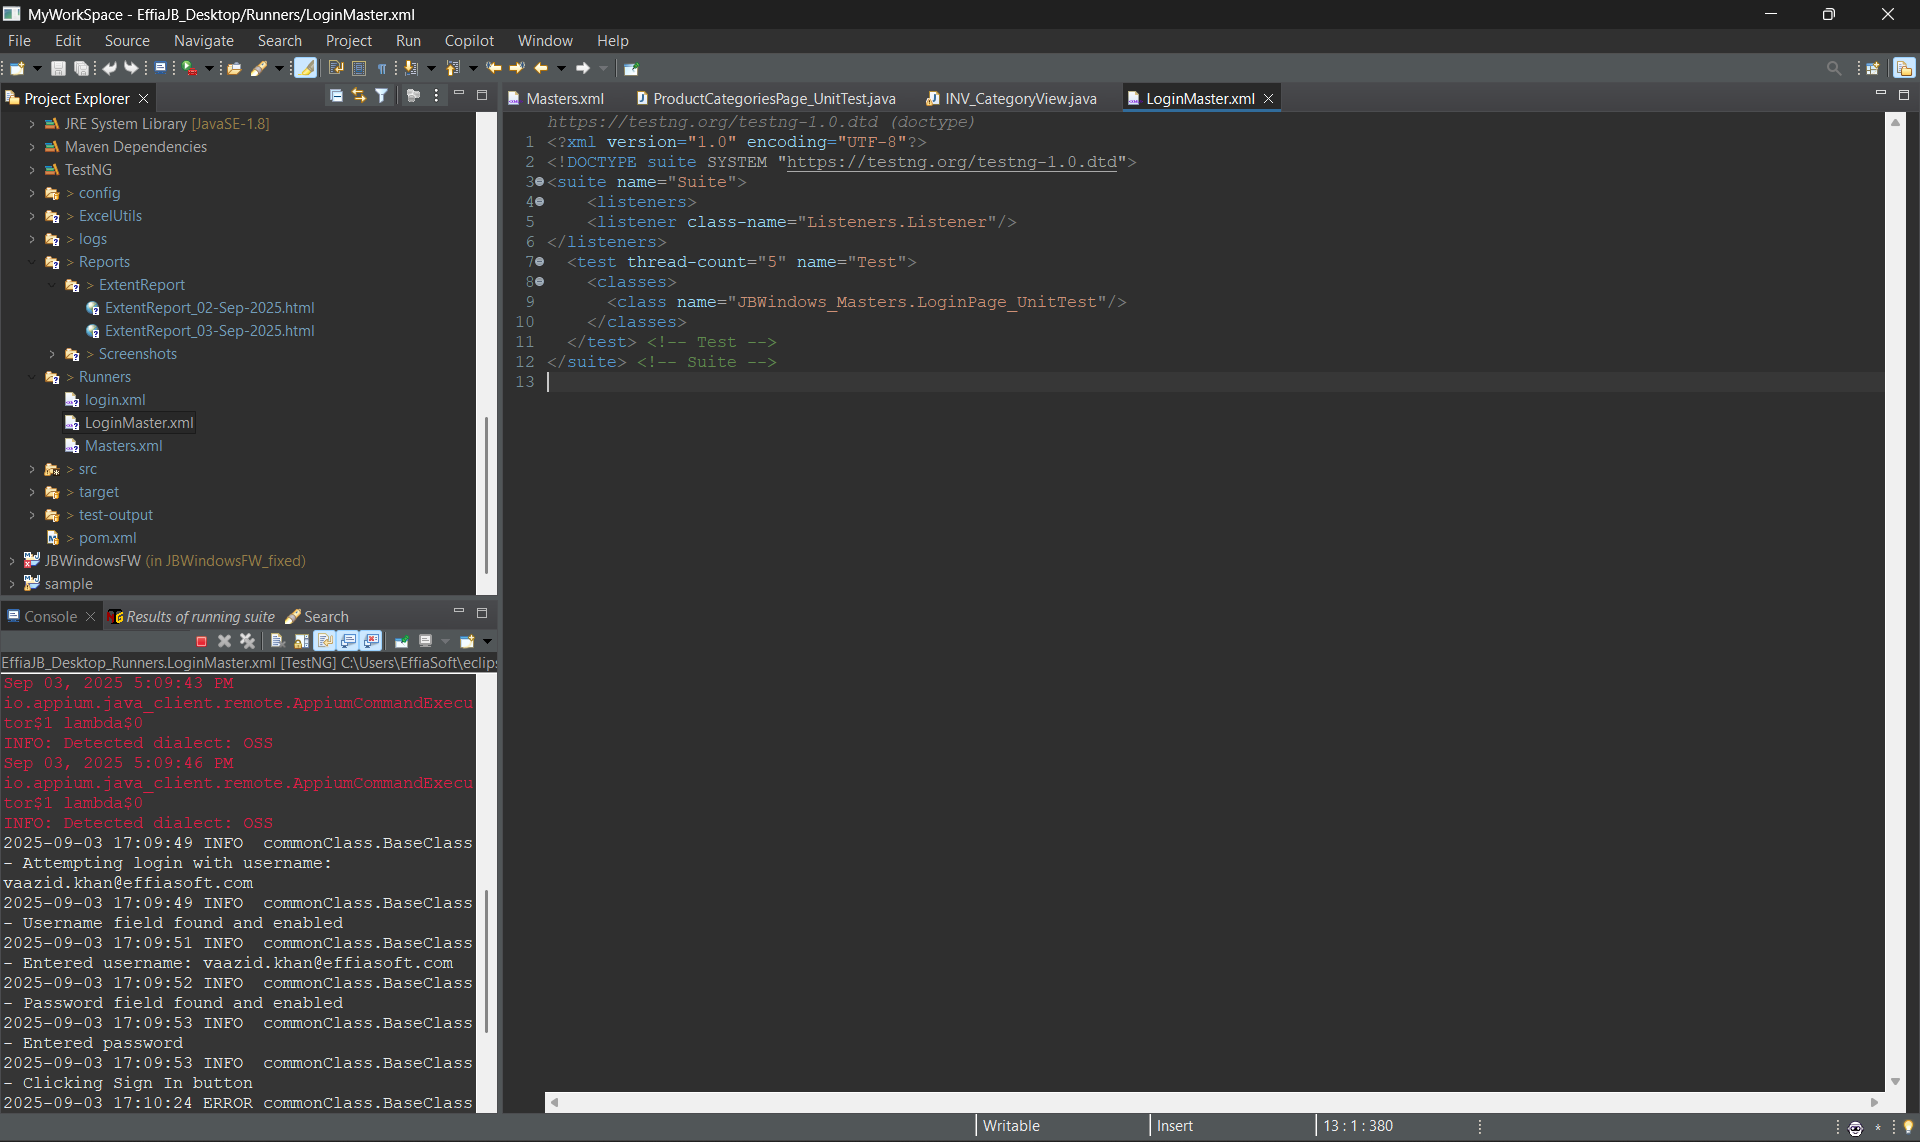 MyWorkSpace - EffiaJB_Desktop/Runners/LoginMaster.xml
File Edit Source Navigate Search Project Run Copilot Window Help
Project Explorer
JRE System Library [JavaSE-1.8]
Maven Dependencies
TestNG
> config
> ExcelUtils
> logs
> Reports
> ExtentReport
ExtentReport_02-Sep-2025.html
ExtentReport_03-Sep-2025.html
> Screenshots
> Runners
login.xml
LoginMaster.xml
Masters.xml
> src
> target
> test-output
> pom.xml
JBWindowsFW (in JBWindowsFW_fixed)
sample
Masters.xml ProductCategoriesPage_UnitTest.java INV_CategoryView.java LoginMaster.xml
https://testng.org/testng-1.0.dtd (doctype)
1 <?xml version="1.0" encoding="UTF-8"?>
2 <!DOCTYPE suite SYSTEM "https://testng.org/testng-1.0.dtd">
3 <suite name="Suite">
4 <listeners>
5 <listener class-name="Listeners.Listener"/>
6 </listeners>
7 <test thread-count="5" name="Test">
8 <classes>
9 <class name="JBWindows_Masters.LoginPage_UnitTest"/>
10 </classes>
11 </test> <!-- Test -->
12 </suite> <!-- Suite -->
13
Console Results of running suite Search
EffiaJB_Desktop_Runners.LoginMaster.xml [TestNG] C:\Users\EffiaSoft\eclips
Sep 03, 2025 5:09:43 PM
io.appium.java_client.remote.AppiumCommandExecu
tor$1 lambda$0
INFO: Detected dialect: OSS
Sep 03, 2025 5:09:46 PM
io.appium.java_client.remote.AppiumCommandExecu
tor$1 lambda$0
INFO: Detected dialect: OSS
2025-09-03 17:09:49 INFO  commonClass.BaseClass
- Attempting login with username:
vaazid.khan@effiasoft.com
2025-09-03 17:09:49 INFO  commonClass.BaseClass
- Username field found and enabled
2025-09-03 17:09:51 INFO  commonClass.BaseClass
- Entered username: vaazid.khan@effiasoft.com
2025-09-03 17:09:52 INFO  commonClass.BaseClass
- Password field found and enabled
2025-09-03 17:09:53 INFO  commonClass.BaseClass
- Entered password
2025-09-03 17:09:53 INFO  commonClass.BaseClass
- Clicking Sign In button
2025-09-03 17:10:24 ERROR commonClass.BaseClass
Writable Insert 13 : 1 : 380